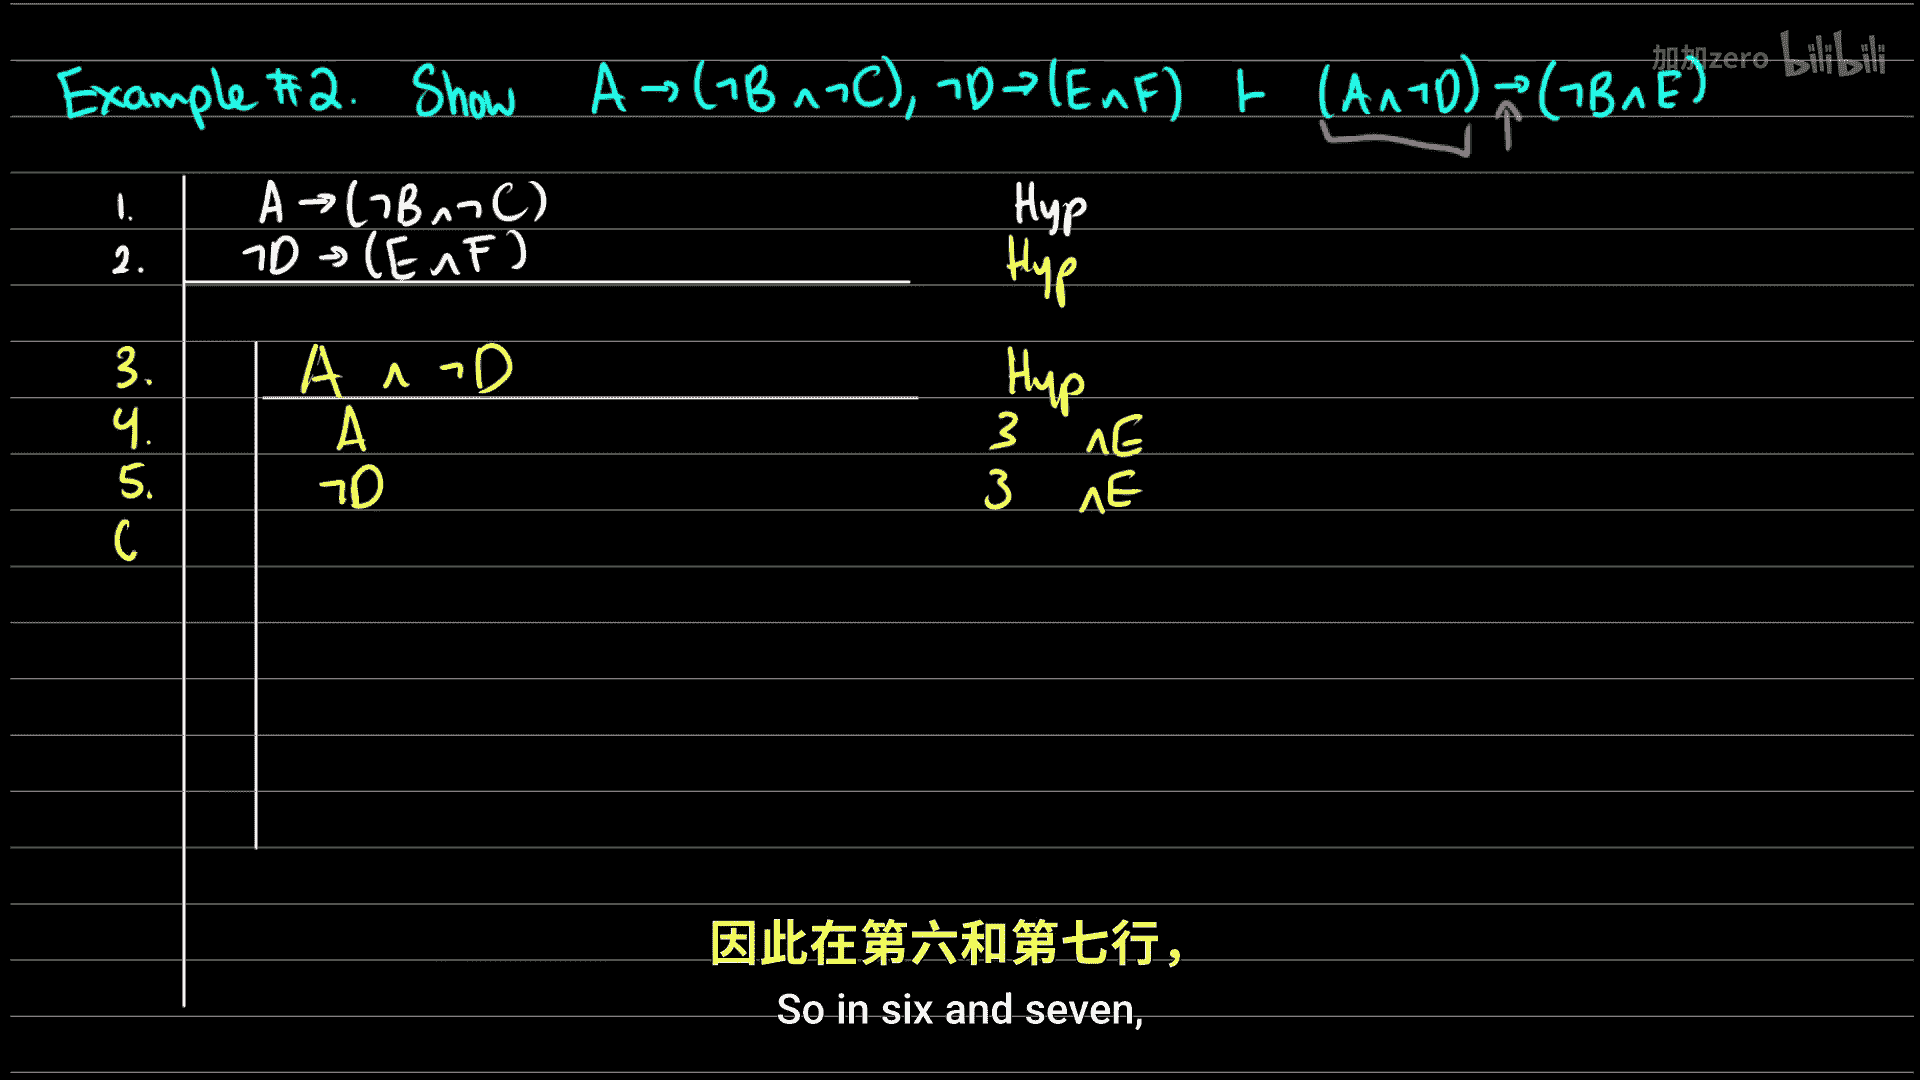 加加zero bilibili
Example #2. Show A → (¬B ∧ ¬C), ¬D → (E ∧ F) ⊢ (A ∧ ¬D) → (¬B ∧ E)
1. A → (¬B ∧ ¬C) Hyp
2. ¬D → (E ∧ F) Hyp
3. A ∧ ¬D Hyp
4. A 3 ∧E
5. ¬D 3 ∧E
C
因此在第六和第七行，
So in six and seven,